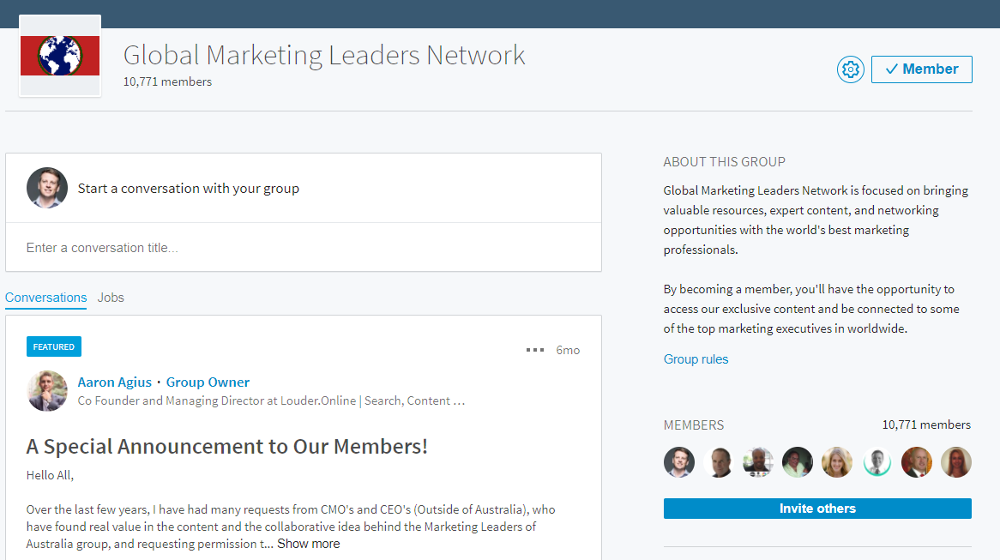 Global Marketing Leaders Network
10,771 members
Member
Start a conversation with your group
Enter a conversation title...
Conversations Jobs
FEATURED
6mo
Aaron Agius · Group Owner
Co Founder and Managing Director at Louder.Online | Search, Content …
A Special Announcement to Our Members!
Hello All,
Over the last few years, I have had many requests from CMO's and CEO's (Outside of Australia), who
have found real value in the content and the collaborative idea behind the Marketing Leaders of
Australia group, and requesting permission t... Show more
ABOUT THIS GROUP
Global Marketing Leaders Network is focused on bringing
valuable resources, expert content, and networking
opportunities with the world's best marketing
professionals.
By becoming a member, you'll have the opportunity to
access our exclusive content and be connected to some
of the top marketing executives in worldwide.
Group rules
MEMBERS 10,771 members
Invite others